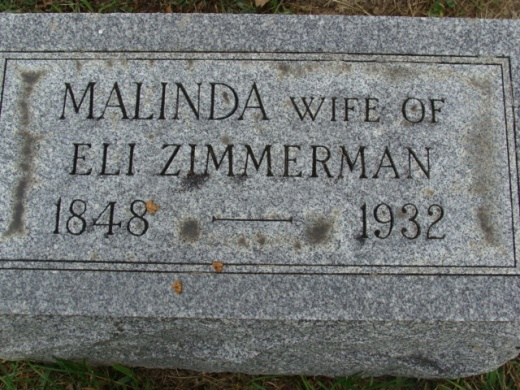 MALINDA WIFE OF
ELI ZIMMERMAN
1848 — 1932